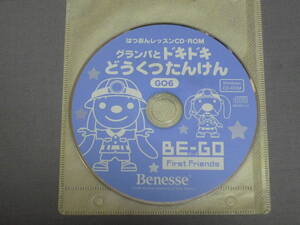 はつおんレッスンCD-ROM
グランパとドキドキ
どうくつたんけん
GO6
BE-GO
First Friends
Benesse